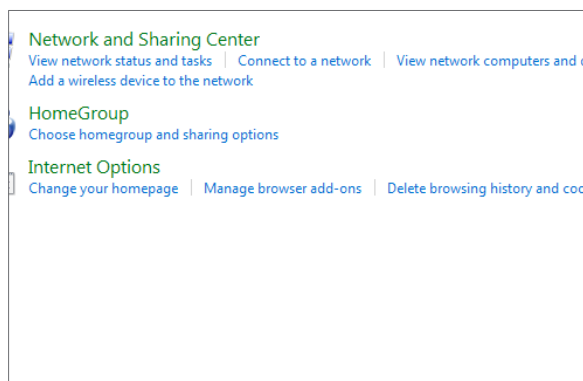 Network and Sharing Center
View network status and tasks | Connect to a network | View network computers and
Add a wireless device to the network
HomeGroup
Choose homegroup and sharing options
Internet Options
Change your homepage | Manage browser add-ons | Delete browsing history and